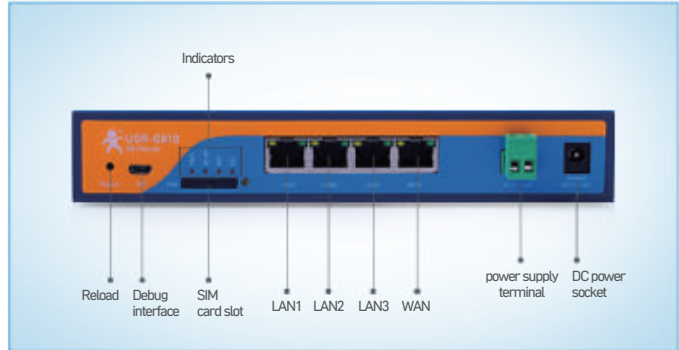 Indicators
Reload
Debug
interface
SIM
card slot
LAN1
LAN2
LAN3
WAN
power supply
terminal
DC power
socket